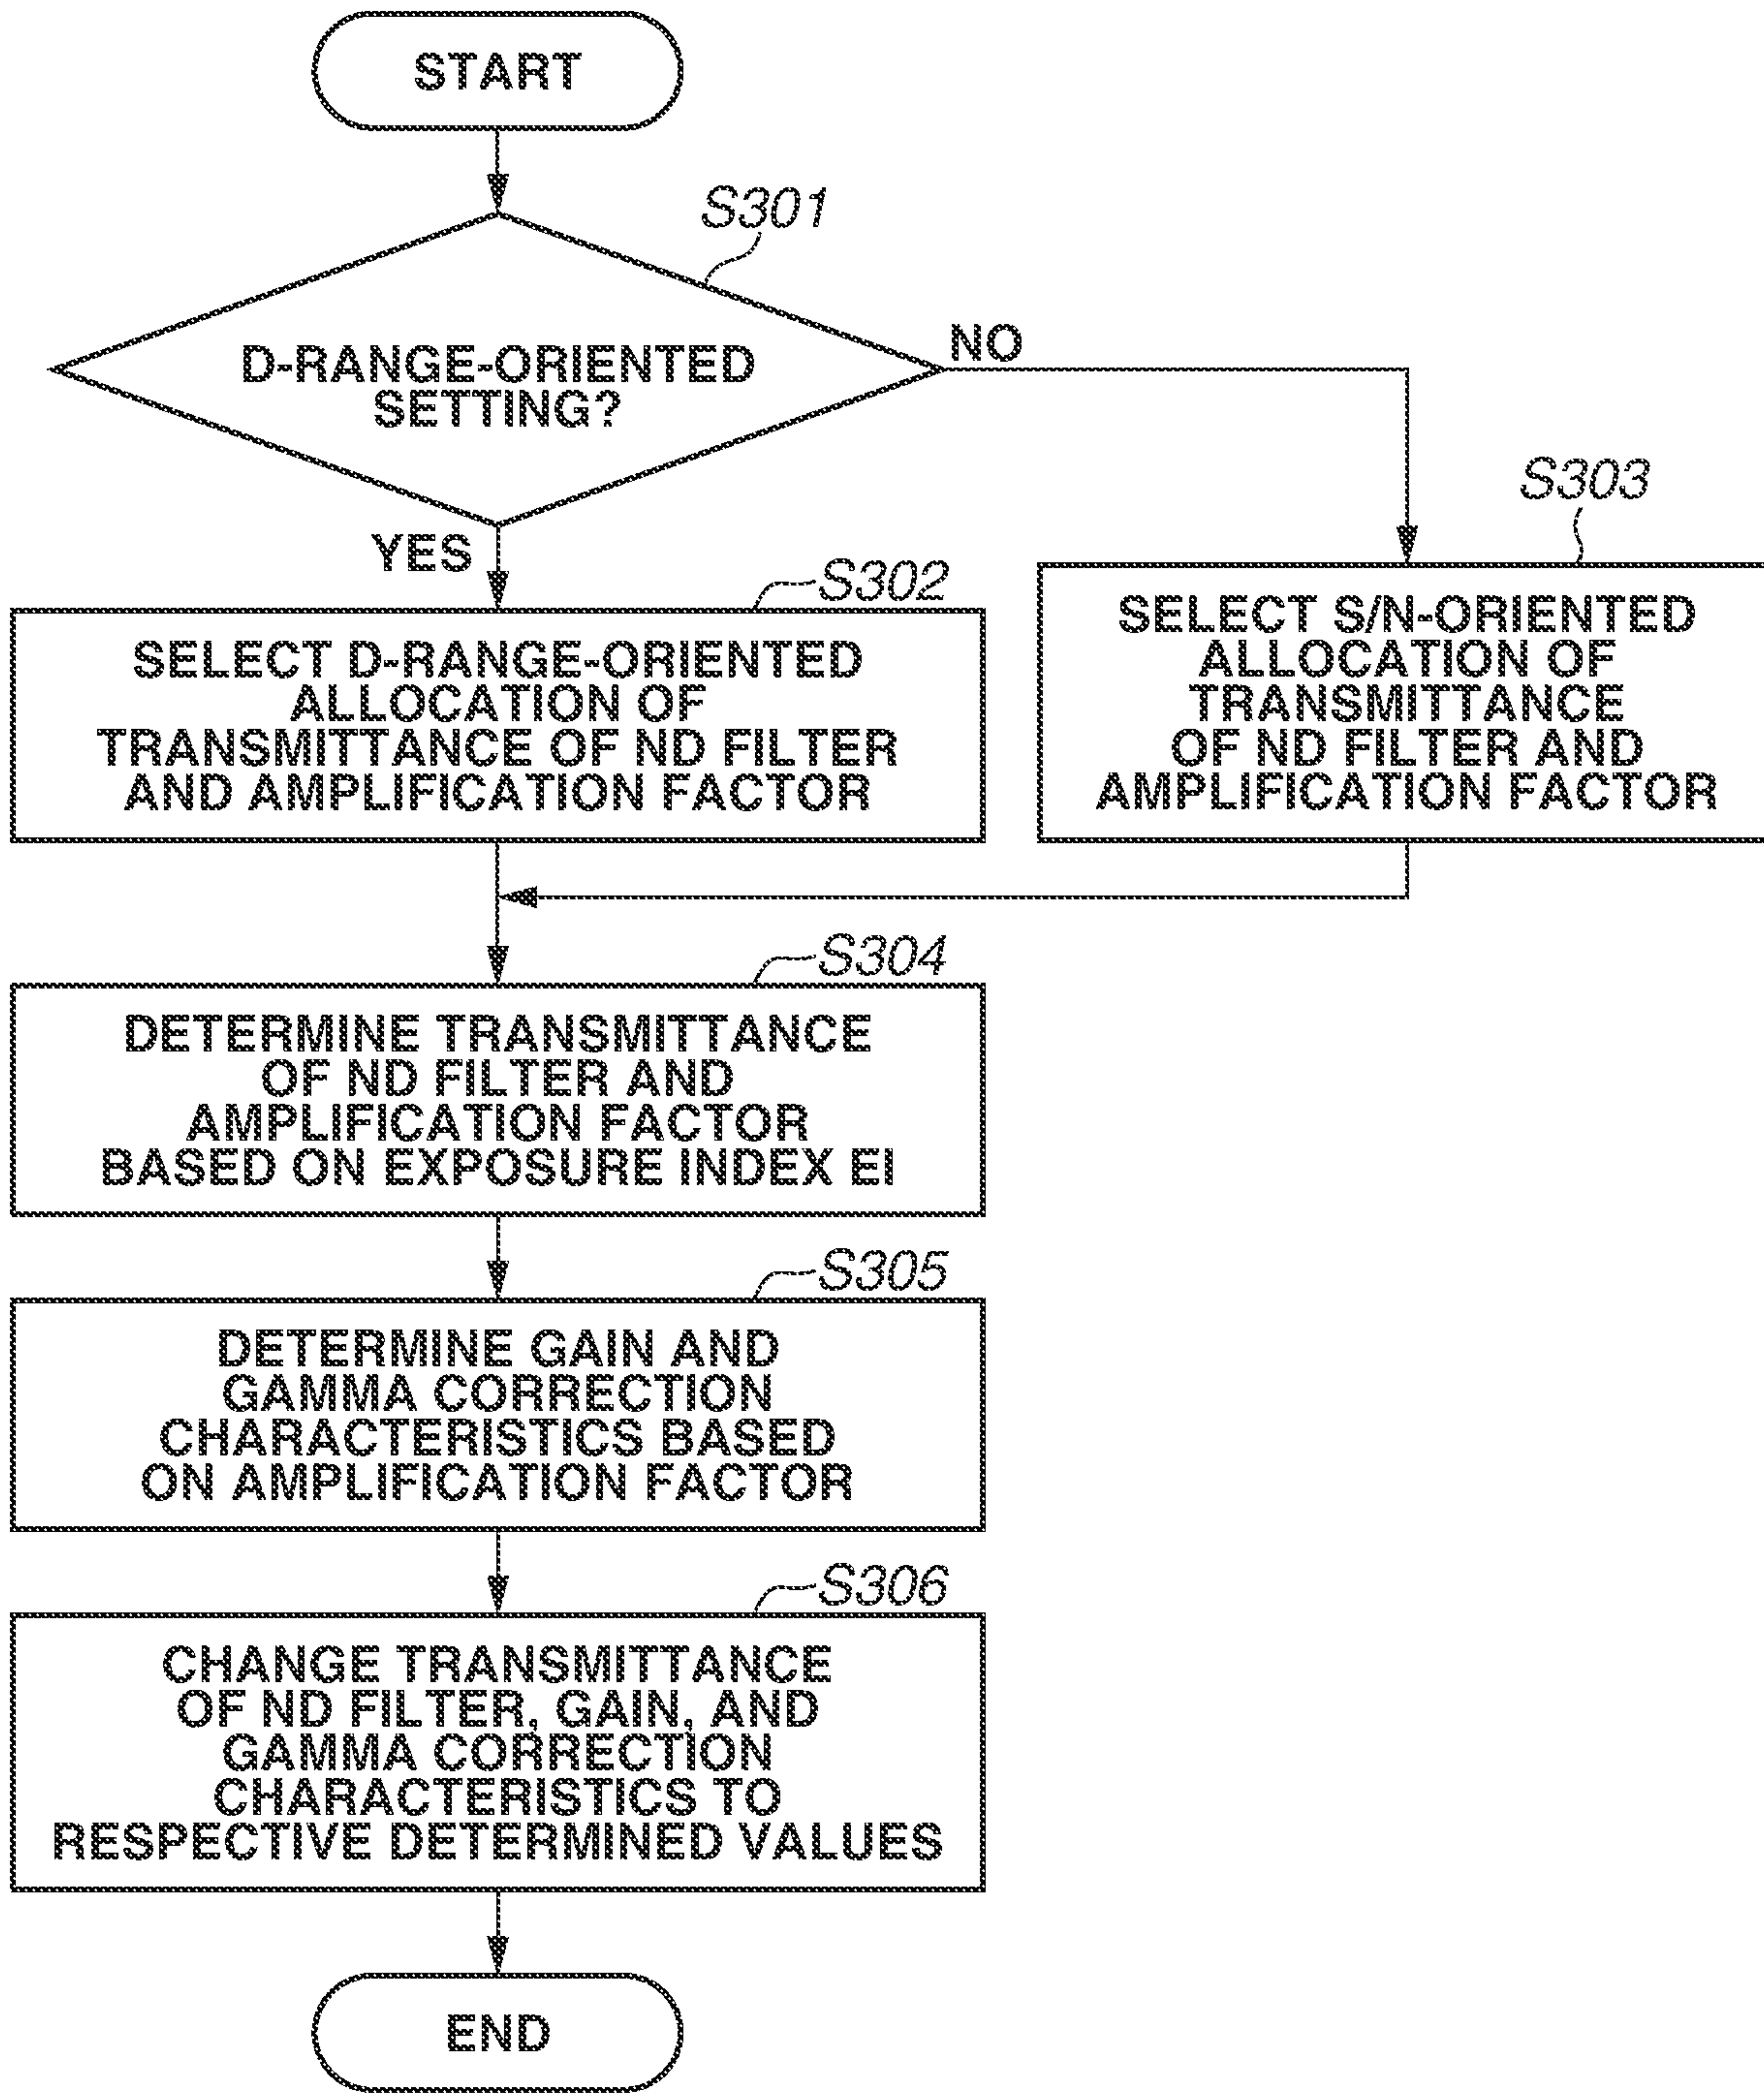 START
S301
D-RANGE-ORIENTED
SETTING?
NO
YES
S302
SELECT D-RANGE-ORIENTED
ALLOCATION OF
TRANSMITTANCE OF ND FILTER
AND AMPLIFICATION FACTOR
S303
SELECT S/N-ORIENTED
ALLOCATION OF
TRANSMITTANCE
OF ND FILTER AND
AMPLIFICATION FACTOR
S304
DETERMINE TRANSMITTANCE
OF ND FILTER AND
AMPLIFICATION FACTOR
BASED ON EXPOSURE INDEX EI
S305
DETERMINE GAIN AND
GAMMA CORRECTION
CHARACTERISTICS BASED
ON AMPLIFICATION FACTOR
S306
CHANGE TRANSMITTANCE
OF ND FILTER, GAIN, AND
GAMMA CORRECTION
CHARACTERISTICS TO
RESPECTIVE DETERMINED VALUES
END